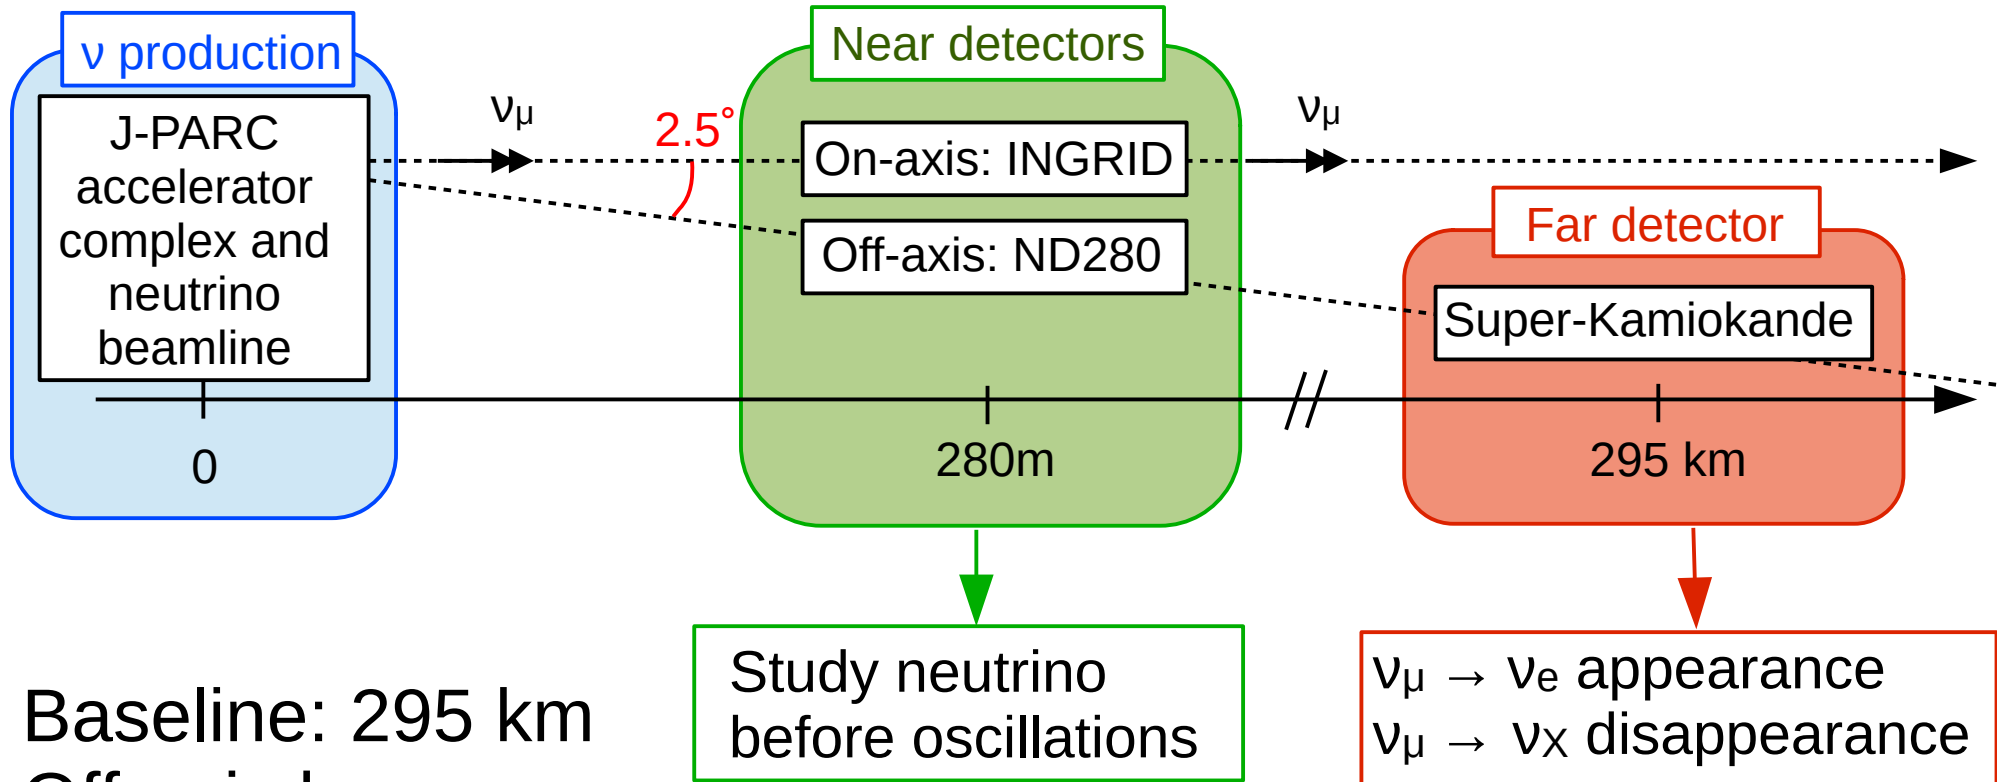 ν production
Near detectors
J-PARC
accelerator
complex and
neutrino
beamline
νμ
2.5°
νμ
On-axis: INGRID
Off-axis: ND280
Far detector
Super-Kamiokande
0
280m
295 km
Study neutrino
before oscillations
νμ → νe appearance
νμ → νX disappearance
Baseline: 295 km